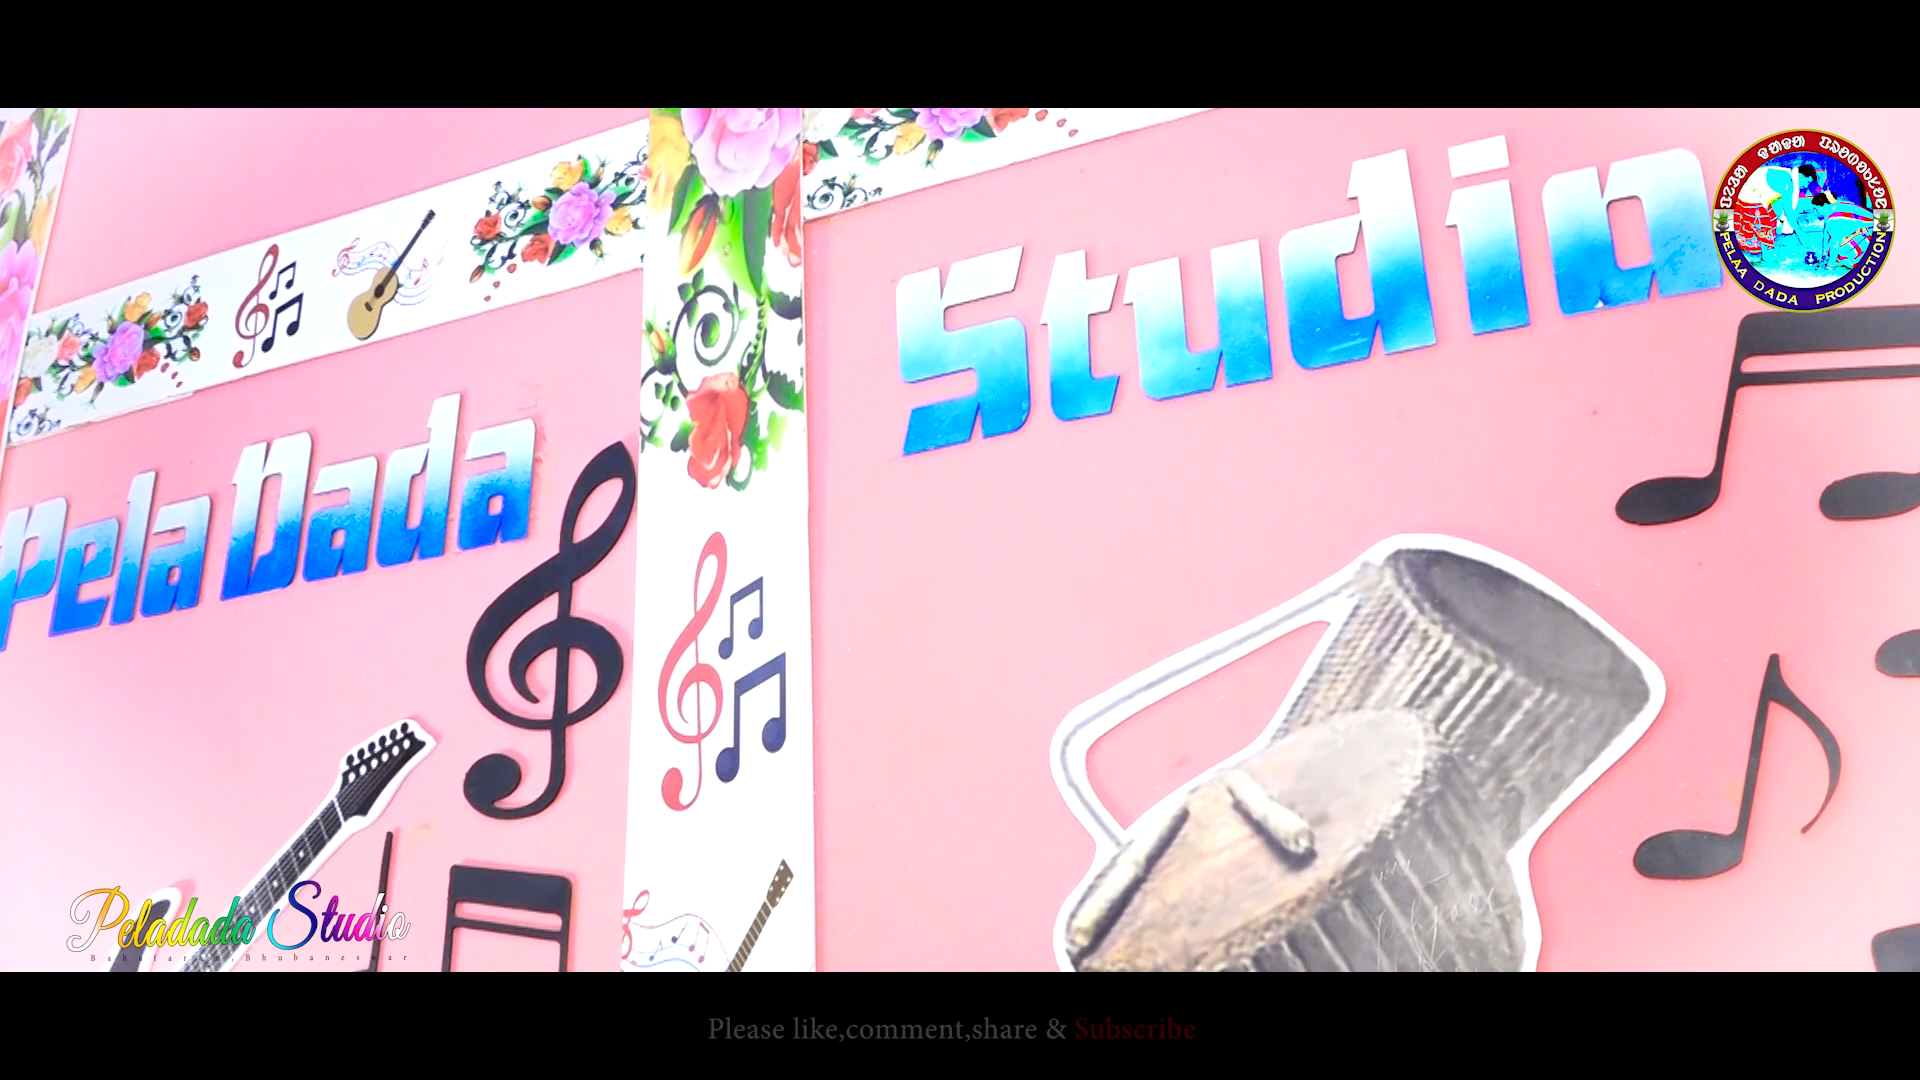 Pela Dada
Studio
PELAA DADA PRODUCTION
Peladada Studio
Please like,comment,share & Subscribe